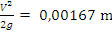 V²/2g = 0,00167 m